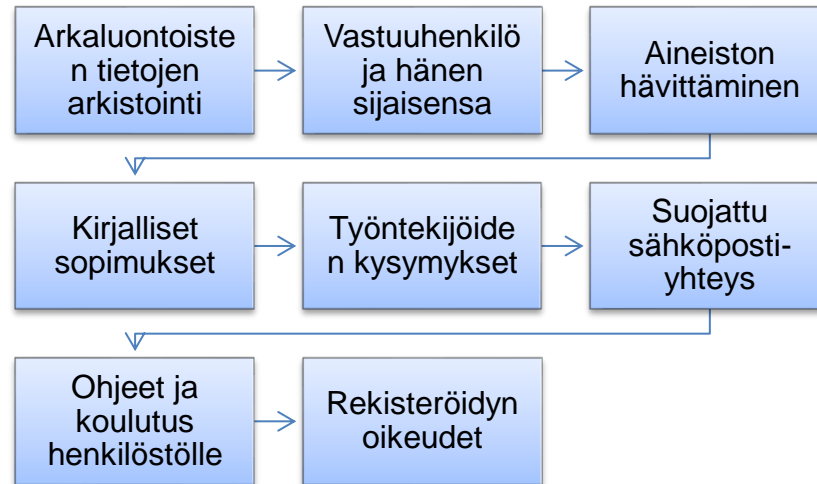 Arkaluontoiste
n tietojen
arkistointi
Vastuuhenkilö
ja hänen
sijaisensa
Aineiston
hävittäminen
Kirjalliset
sopimukset
Työntekijöide
n kysymykset
Suojattu
sähköposti-
yhteys
Ohjeet ja
koulutus
henkilöstölle
Rekisteröidyn
oikeudet